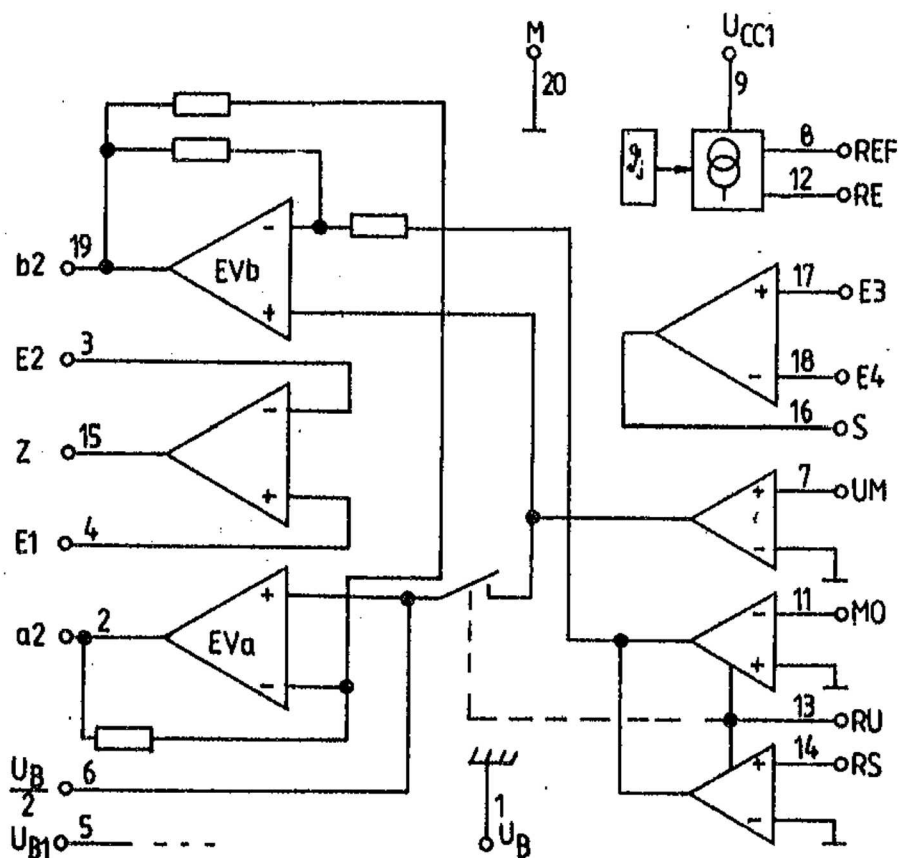 M
20
U_CC1
9
ϑj
8
REF
12
RE
b2
19
-
EVb
+
17
+
E3
E2
3
-
18
E4
16
S
Z
15
-
+
7
+
UM
-
E1
4
11
-
MO
+
a2
2
+
EVa
-
13
RU
14
+
RS
-
U_B
2
6
1
U_B
U_B1
5